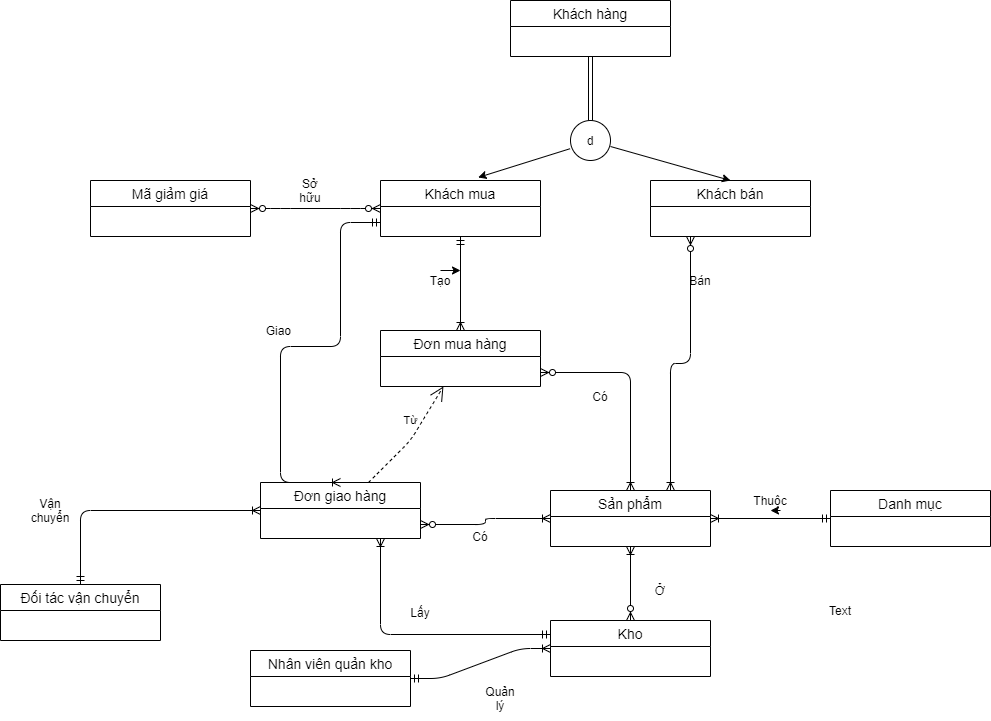 Khách hàng
d
Mã giảm giá
Sở
hữu
Khách mua
Khách bán
Tạo
Bán
Giao
Đơn mua hàng
Có
Từ
Đơn giao hàng
Vận
chuyển
Có
Sản phẩm
Thuộc
Danh mục
Đối tác vận chuyển
Ở
Lấy
Text
Kho
Nhân viên quản kho
Quản
lý